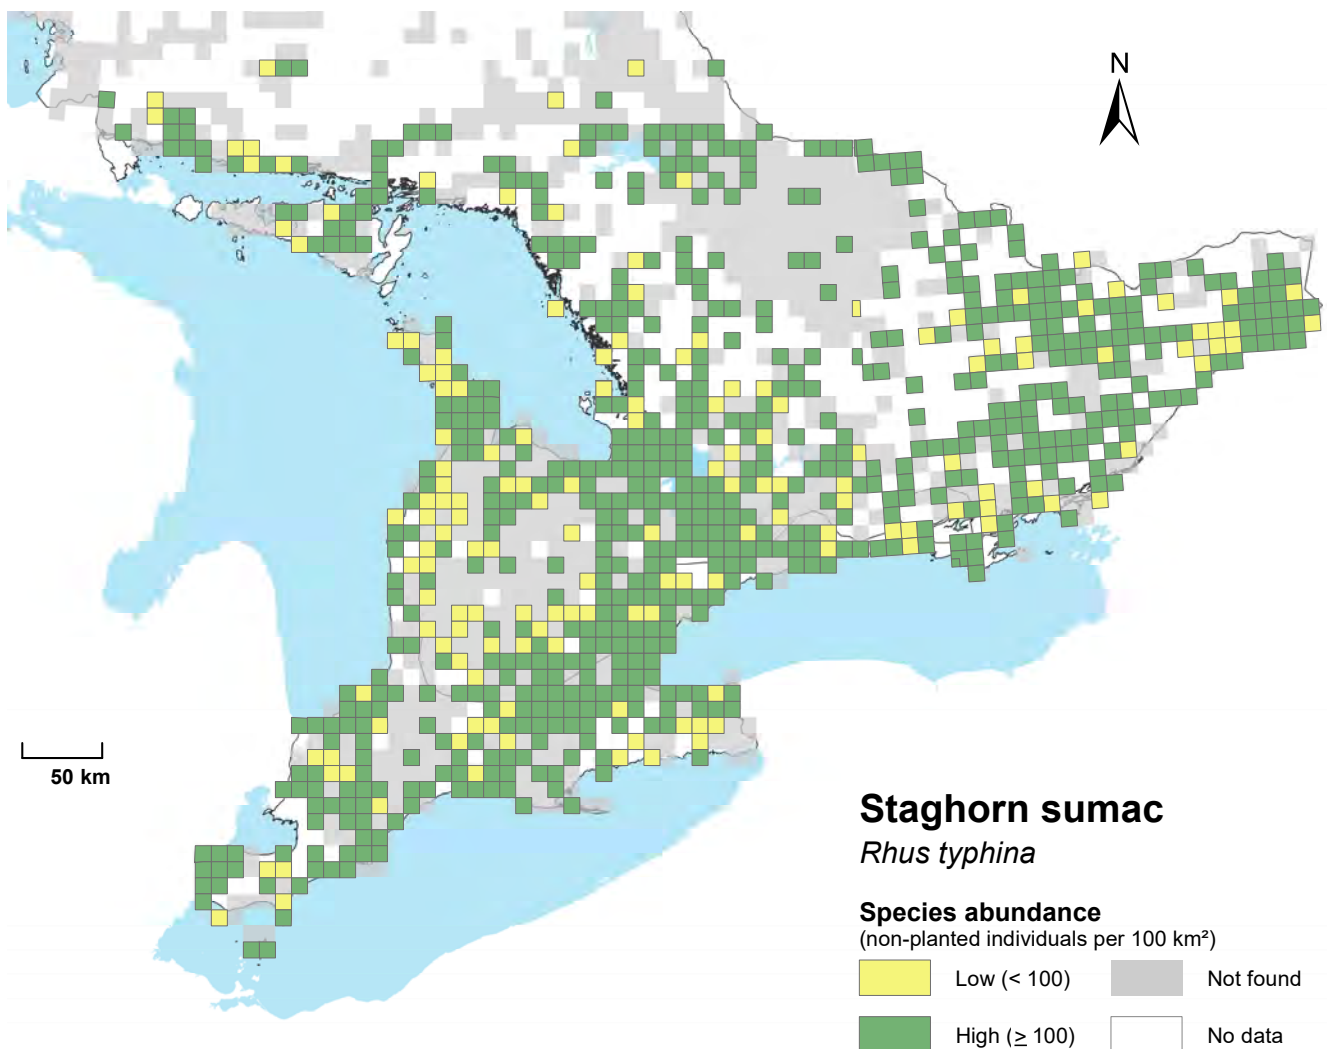 N
50 km
Staghorn sumac
Rhus typhina
Species abundance
(non-planted individuals per 100 km²)
Low (< 100)
Not found
High (≥ 100)
No data